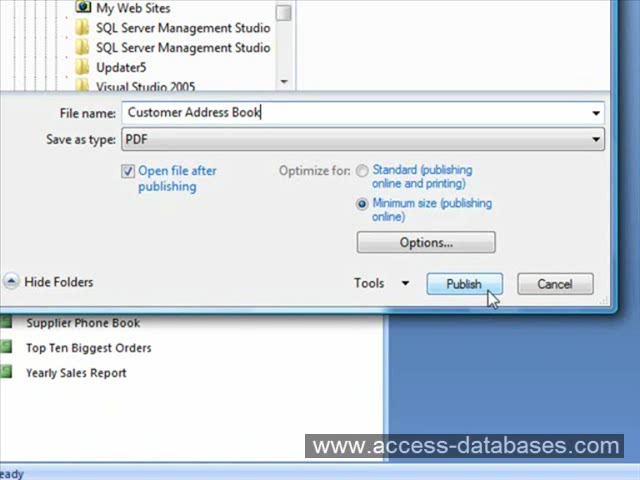 My Web Sites
SQL Server Management Studio
SQL Server Management Studio
Updater5
Visual Studio 2005
File name: Customer Address Book
Save as type: PDF
Open file after
publishing
Optimize for: Standard (publishing
online and printing)
Minimum size (publishing
online)
Options...
Hide Folders
Tools
Publish
Cancel
Supplier Phone Book
Top Ten Biggest Orders
Yearly Sales Report
www.access-databases.com
eady